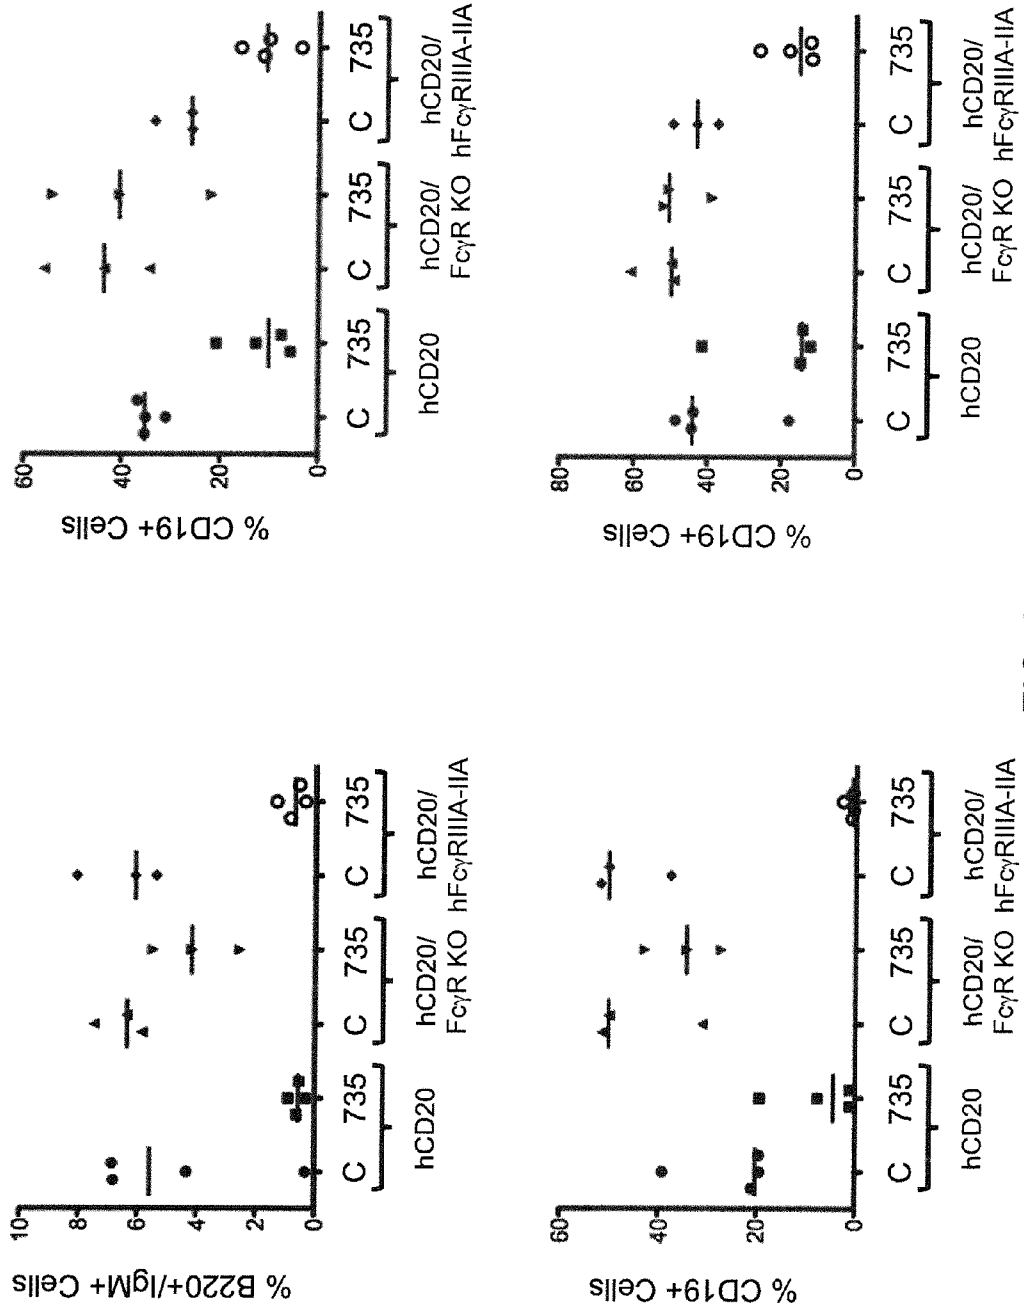 % B220+/IgM+ Cells
10
8
6
4
2
0
C 735 C 735 C 735
hCD20 hCD20/ hCD20/
FcγR KO hFcγRIIIA-IIA
% CD19+ Cells
60
40
20
0
C 735 C 735 C 735
hCD20 hCD20/ hCD20/
FcγR KO hFcγRIIIA-IIA
% CD19+ Cells
60
40
20
0
C 735 C 735 C 735
hCD20 hCD20/ hCD20/
FcγR KO hFcγRIIIA-IIA
% CD19+ Cells
80
60
40
20
0
C 735 C 735 C 735
hCD20 hCD20/ hCD20/
FcγR KO hFcγRIIIA-IIA